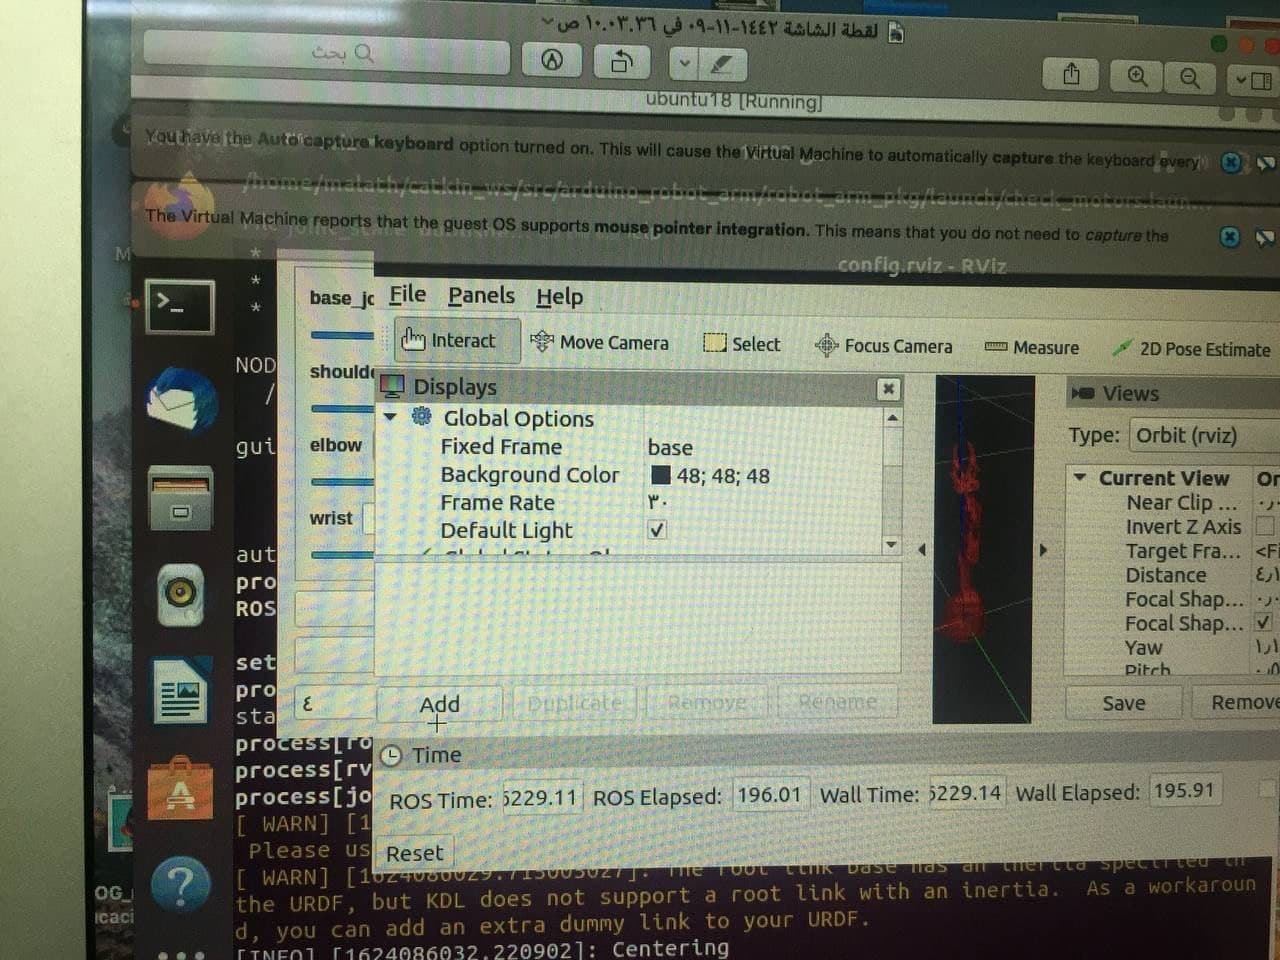 لقطة الشاشة ١٤٤٢-١١-٠٩ في ١٠.٠٣.٣٦ ص
بحث
ubuntu18 [Running]
You have the Auto capture keyboard option turned on. This will cause the Virtual Machine to automatically capture the keyboard every
/home/malath/catkin_ws/src/arduino_robot_arm/robot_arm_pkg/launch/check_motors.laun...
The Virtual Machine reports that the guest OS supports mouse pointer integration. This means that you do not need to capture the
config.rviz - RViz
File Panels Help
Interact Move Camera Select Focus Camera Measure 2D Pose Estimate
*
*
*
NOD
/
gui
aut
pro
ROS
set
pro
sta
process[ro
process[rv
process[jo
base_jo
shoulde
elbow
wrist
٤
Displays
Global Options
Fixed Frame base
Background Color 48; 48; 48
Frame Rate ٣٠
Default Light
Add Duplicate Remove Rename
Views
Type: Orbit (rviz)
Current View Or
Near Clip ...
Invert Z Axis
Target Fra... <Fi
Distance ٤٫١
Focal Shap...
Focal Shap...
Yaw ١٫١
Pitch
Save Remove
Time
ROS Time: 5229.11 ROS Elapsed: 196.01 Wall Time: 5229.14 Wall Elapsed: 195.91
Reset
[ WARN] [1
Please us
[ WARN] [1624086029.713003027]: The root link base has an inertia specified in
the URDF, but KDL does not support a root link with an inertia. As a workaroun
d, you can add an extra dummy link to your URDF.
[INFO] [1624086032.220902]: Centering